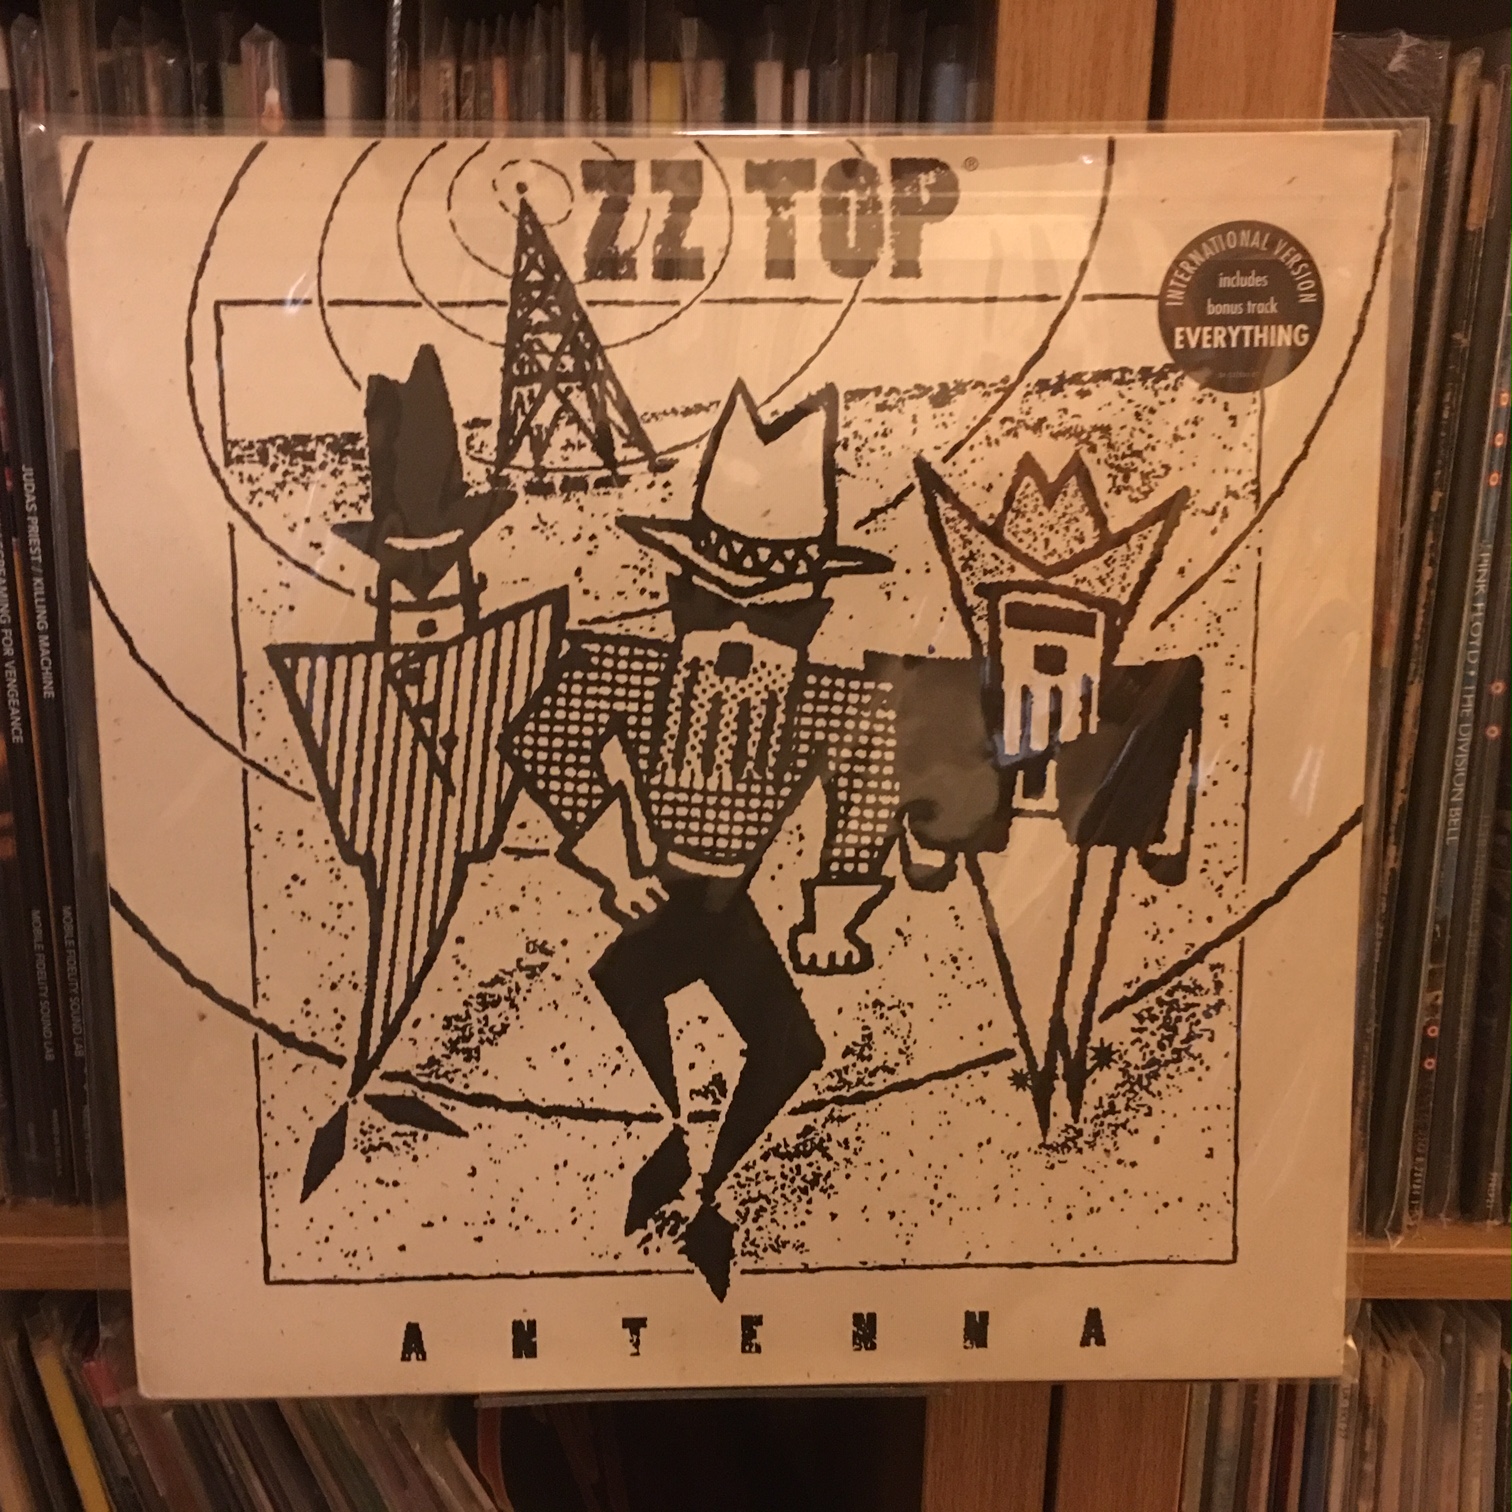 ZZ TOP®
INTERNATIONAL VERSION
includes
bonus track
EVERYTHING
ANTENNA
JUDAS PRIEST / KILLING MACHINE
MOBILE FIDELITY SOUND LAB
SCREAMING FOR VENGEANCE
MOBILE FIDELITY SOUND LAB
PINK FLOYD THE DIVISION BELL